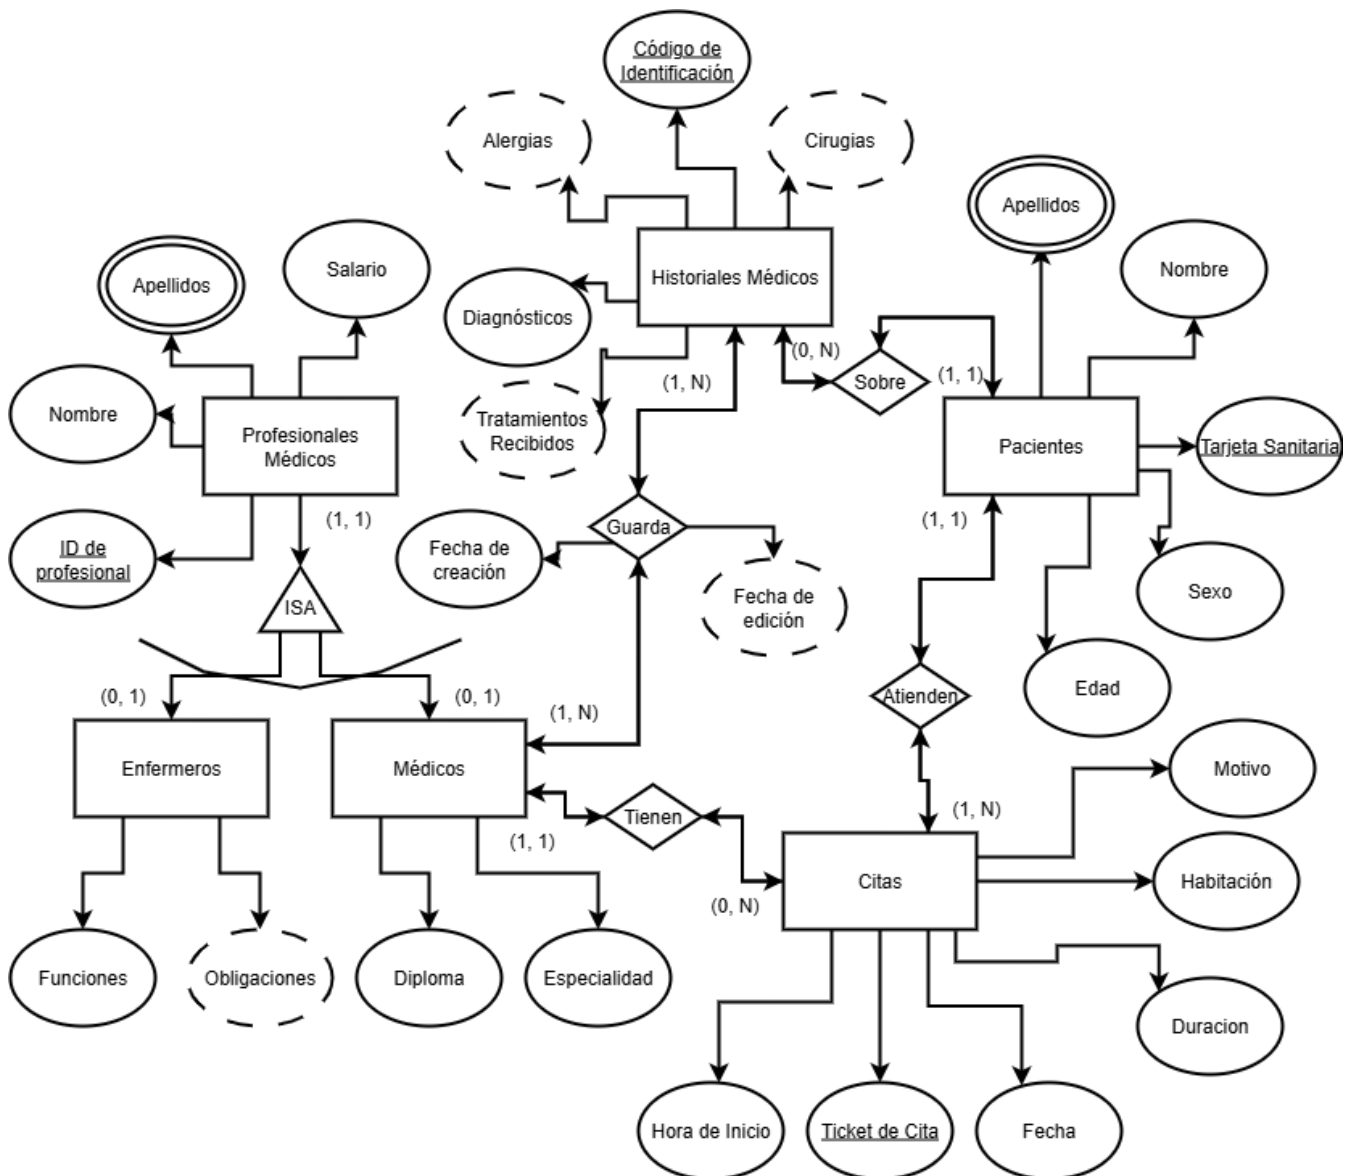 Código de
Identificación
Alergias
Cirugias
Apellidos
Nombre
Apellidos
Salario
Historiales Médicos
Diagnósticos
(0, N)
Sobre
(1, 1)
(1, N)
Tratamientos
Recibidos
Nombre
Profesionales
Médicos
Pacientes
Tarjeta Sanitaria
(1, 1)
(1, 1)
Guarda
ID de
profesional
Fecha de
creación
Fecha de
edición
Sexo
ISA
Edad
Atienden
(0, 1)
(0, 1)
(1, N)
Enfermeros
Médicos
Motivo
Tienen
(1, 1)
(1, N)
Citas
Habitación
(0, N)
Funciones
Obligaciones
Diploma
Especialidad
Duracion
Hora de Inicio
Ticket de Cita
Fecha